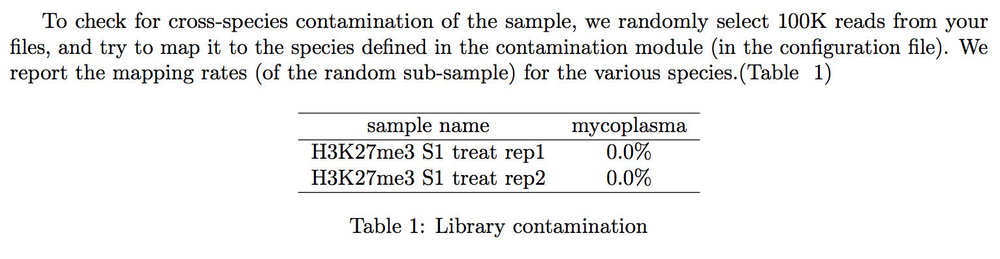 To check for cross-species contamination of the sample, we randomly select 100K reads from your
files, and try to map it to the species defined in the contamination module (in the configuration file). We
report the mapping rates (of the random sub-sample) for the various species.(Table 1)
sample name mycoplasma
H3K27me3 S1 treat rep1 0.0%
H3K27me3 S1 treat rep2 0.0%
Table 1: Library contamination